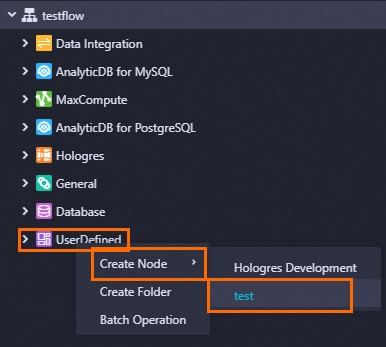 testflow
Data Integration
AnalyticDB for MySQL
MaxCompute
AnalyticDB for PostgreSQL
Hologres
General
Database
UserDefined
Create Node
Hologres Development
Create Folder
test
Batch Operation